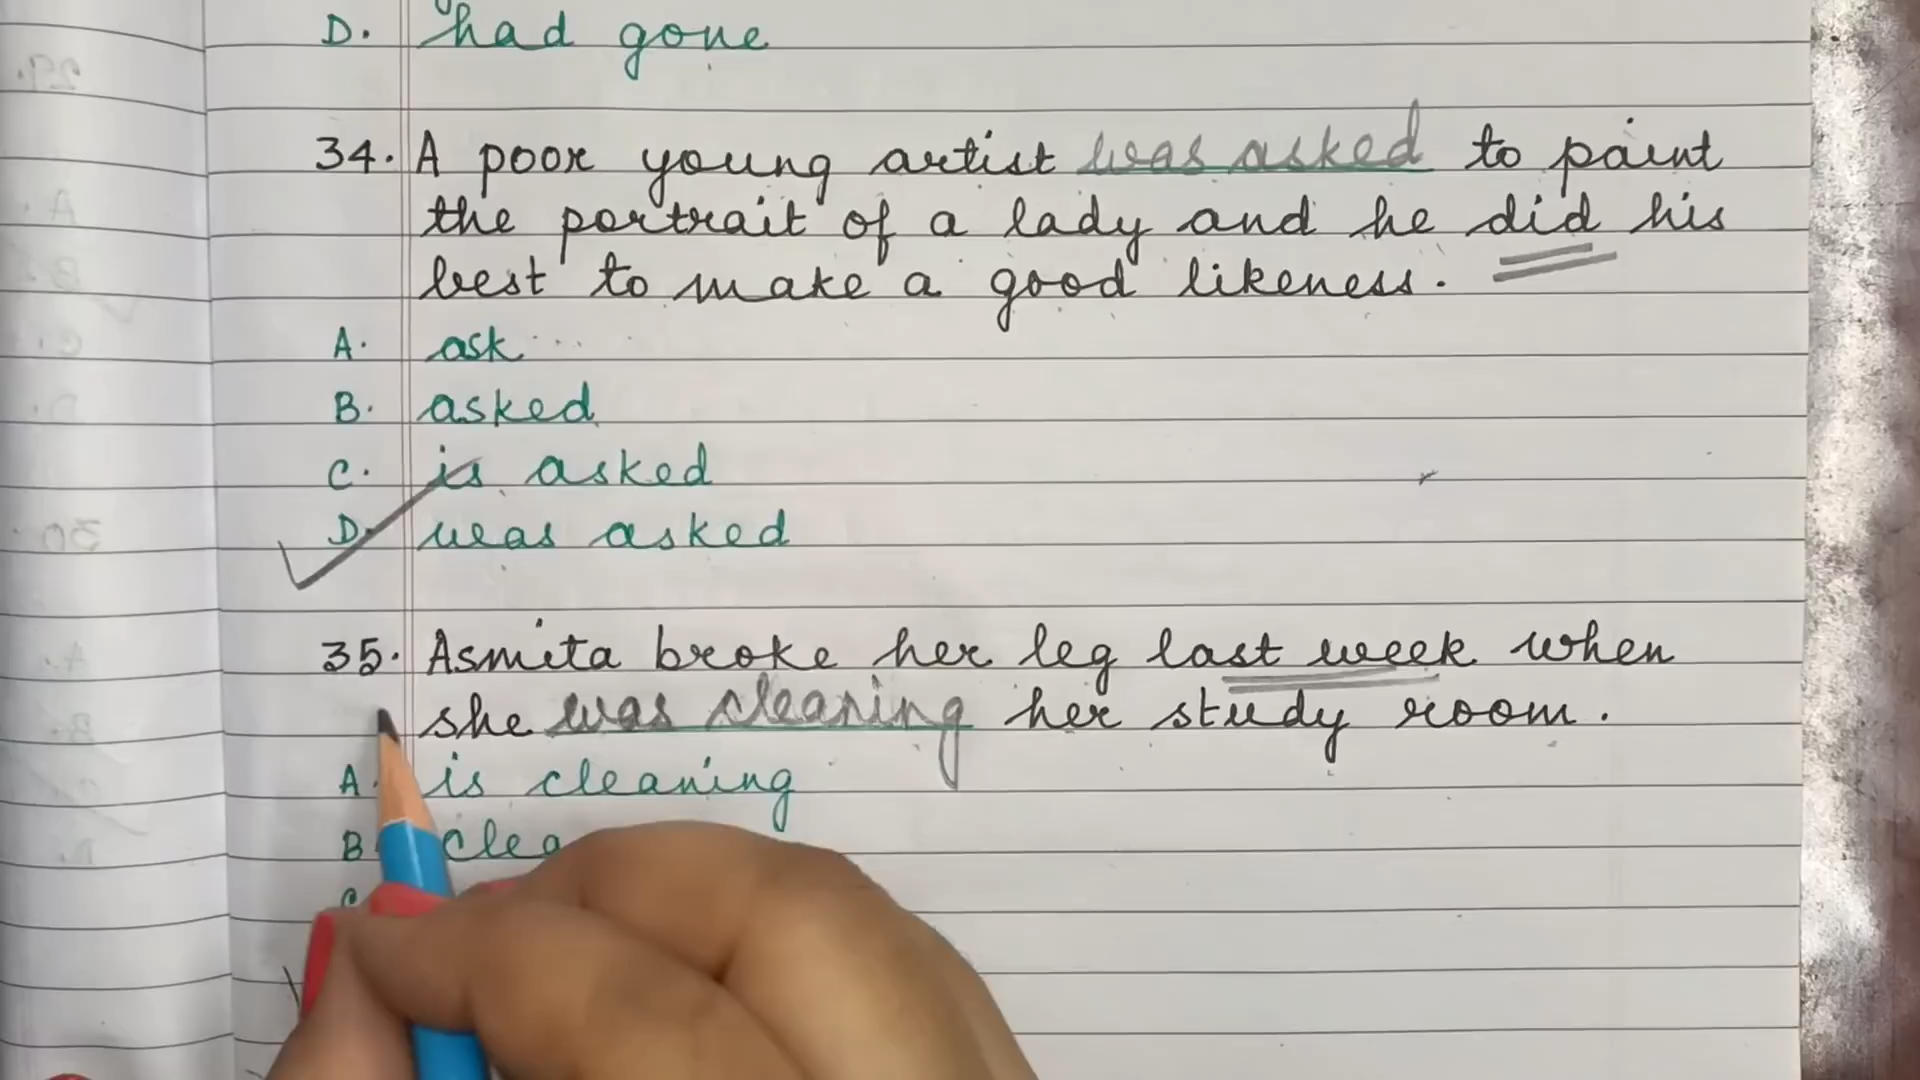 D. had gone
34. A poor young artist was asked to paint
the portrait of a lady and he did his
best to make a good likeness.
A. ask
B. asked
C. is asked
D. was asked
35. Asmita broke her leg last week when
she was cleaning her study room.
A. is cleaning
B.
C.
29.
A.
B.
C.
D.
30.
A.
B.